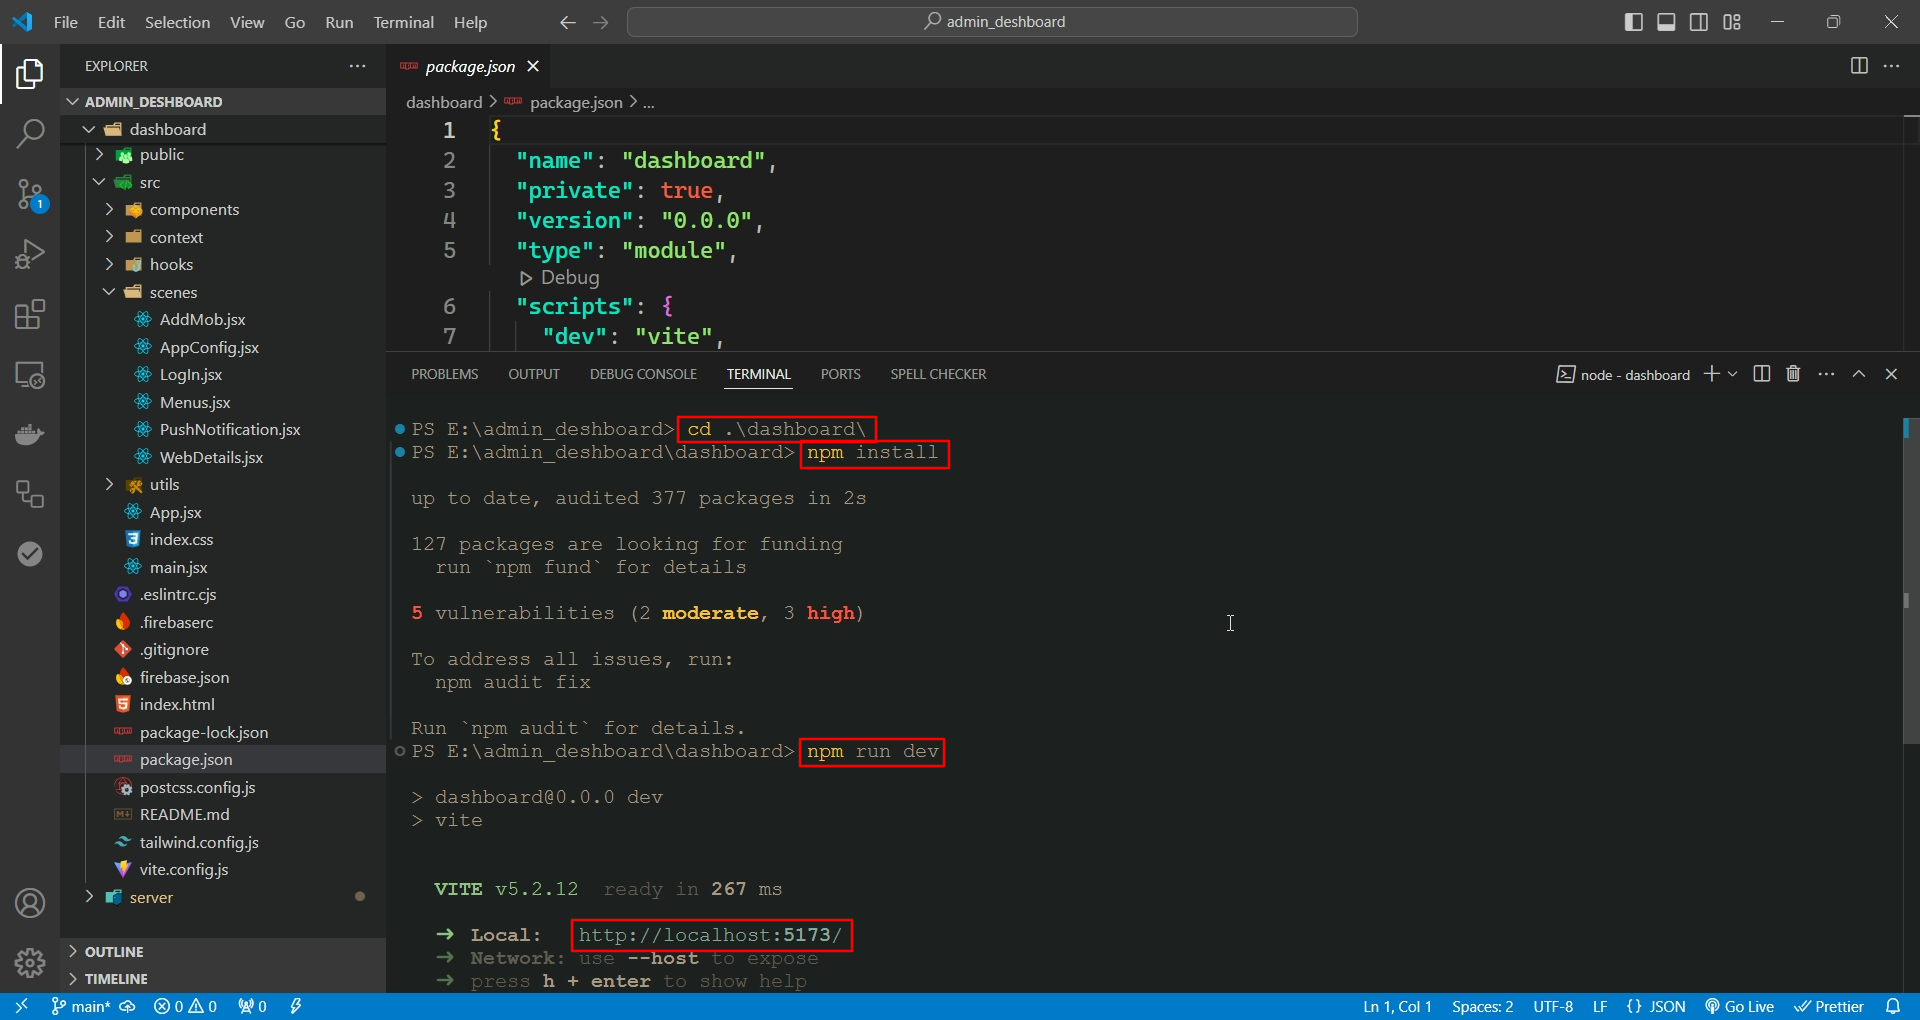 File Edit Selection View Go Run Terminal Help admin_deshboard
EXPLORER
ADMIN_DESHBOARD
dashboard
public
src
components
context
hooks
scenes
AddMob.jsx
AppConfig.jsx
LogIn.jsx
Menus.jsx
PushNotification.jsx
WebDetails.jsx
utils
App.jsx
index.css
main.jsx
.eslintrc.cjs
.firebaserc
.gitignore
firebase.json
index.html
package-lock.json
package.json
postcss.config.js
README.md
tailwind.config.js
vite.config.js
server
OUTLINE
TIMELINE
1
package.json
dashboard > package.json > ...
1 {
2 "name": "dashboard",
3 "private": true,
4 "version": "0.0.0",
5 "type": "module",
Debug
6 "scripts": {
7 "dev": "vite",
PROBLEMS OUTPUT DEBUG CONSOLE TERMINAL PORTS SPELL CHECKER node - dashboard
PS E:\admin_deshboard> cd .\dashboard\
PS E:\admin_deshboard\dashboard> npm install
up to date, audited 377 packages in 2s
127 packages are looking for funding
run `npm fund` for details
5 vulnerabilities (2 moderate, 3 high)
To address all issues, run:
npm audit fix
Run `npm audit` for details.
PS E:\admin_deshboard\dashboard> npm run dev
> dashboard@0.0.0 dev
> vite
VITE v5.2.12 ready in 267 ms
➜ Local: http://localhost:5173/
➜ Network: use --host to expose
➜ press h + enter to show help
main* 0 0 0 Ln 1, Col 1 Spaces: 2 UTF-8 LF {} JSON Go Live Prettier